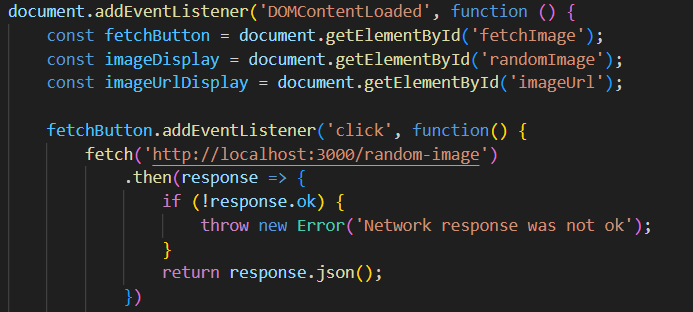 document.addEventListener('DOMContentLoaded', function () {
    const fetchButton = document.getElementById('fetchImage');
    const imageDisplay = document.getElementById('randomImage');
    const imageUrlDisplay = document.getElementById('imageUrl');

    fetchButton.addEventListener('click', function() {
        fetch('http://localhost:3000/random-image')
            .then(response => {
                if (!response.ok) {
                    throw new Error('Network response was not ok');
                }
                return response.json();
            })